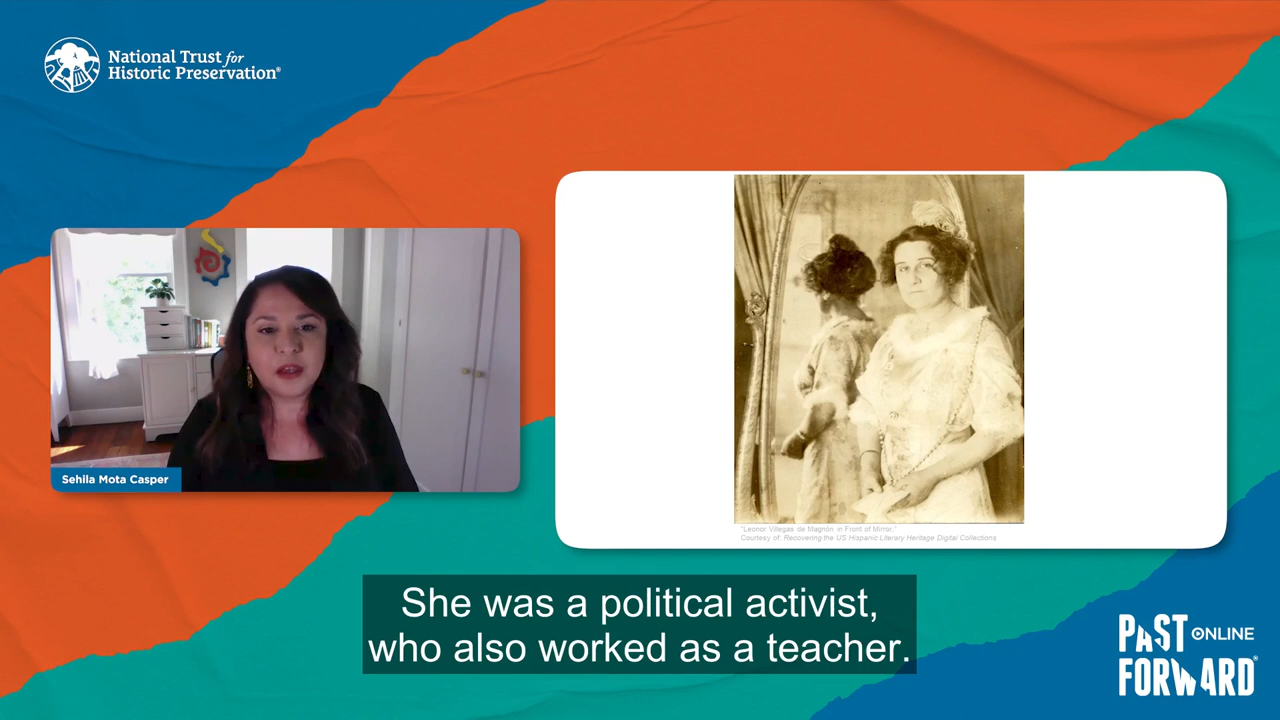 National Trust for
Historic Preservation®
Sehila Mota Casper
"Leonor Villegas de Magnón in Front of Mirror."
Courtesy of: Recovering the US Hispanic Literary Heritage Digital Collections
She was a political activist,
who also worked as a teacher.
PAST ONLINE
FORWARD®